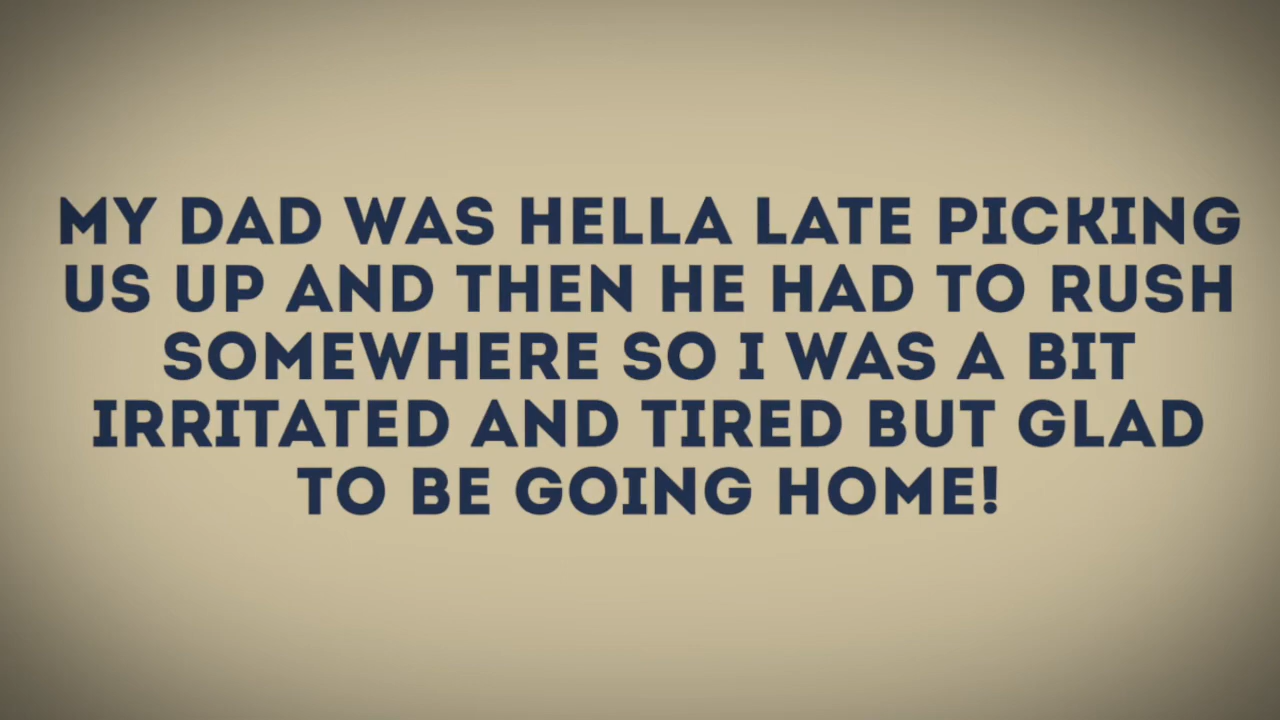 MY DAD WAS HELLA LATE PICKING
US UP AND THEN HE HAD TO RUSH
SOMEWHERE SO I WAS A BIT
IRRITATED AND TIRED BUT GLAD
TO BE GOING HOME!